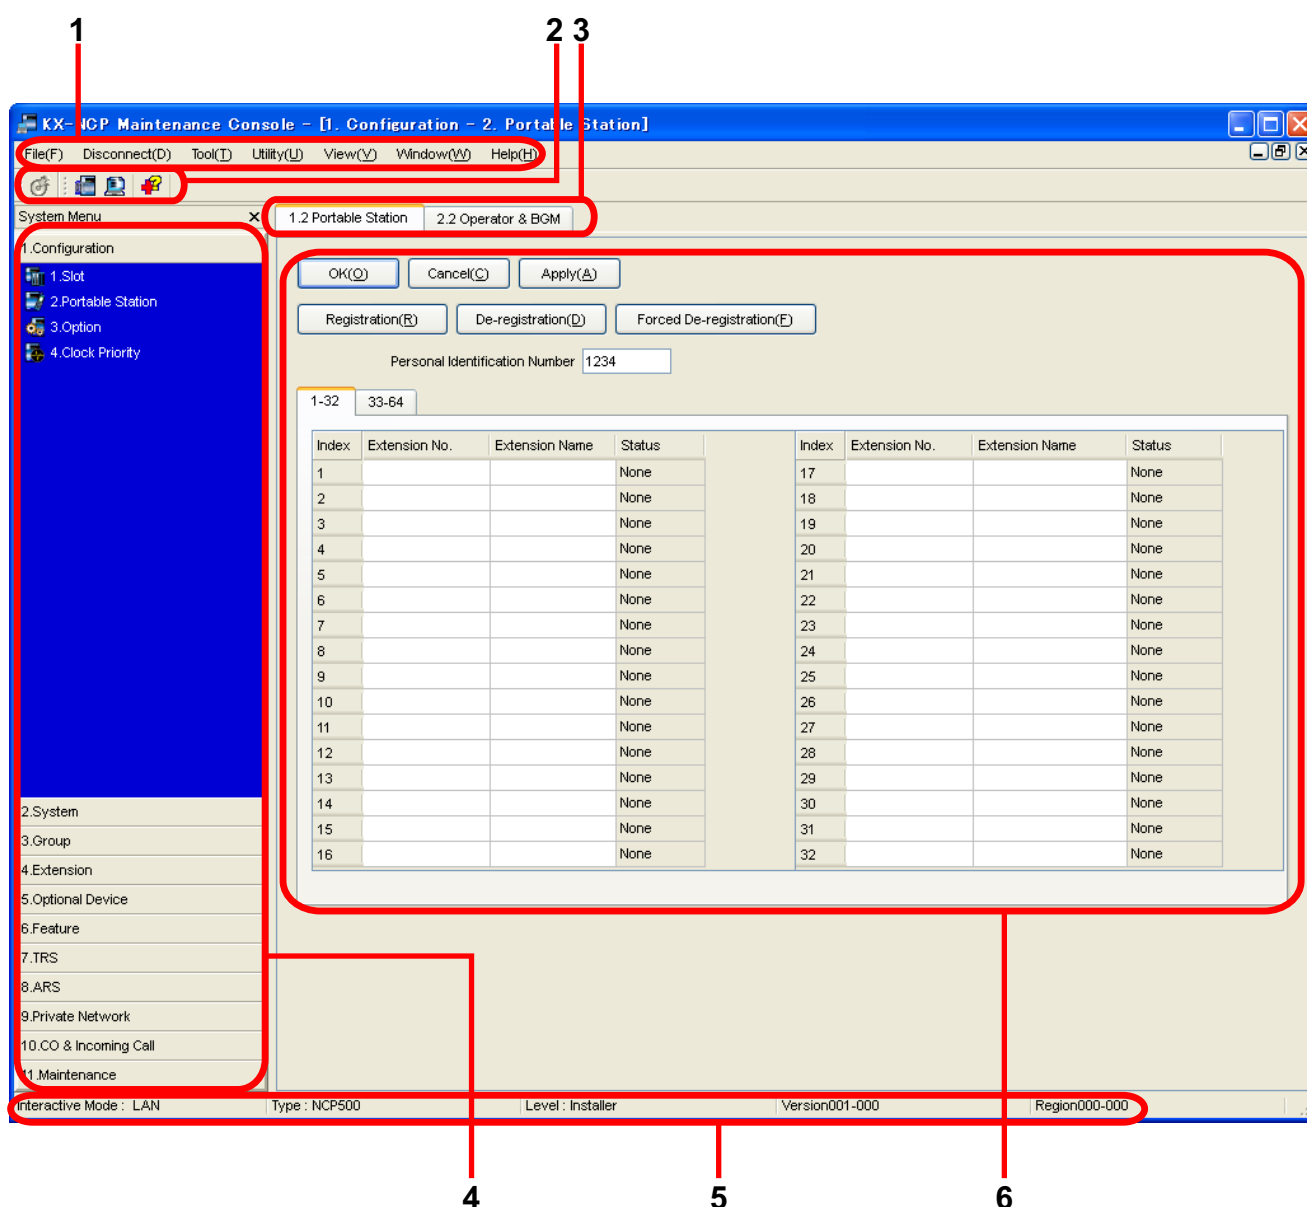 1 2 3
KX-NCP Maintenance Console - [1. Configuration - 2. Portable Station]
File(F) Disconnect(D) Tool(T) Utility(U) View(V) Window(W) Help(H)
System Menu
1.2 Portable Station 2.2 Operator & BGM
1.Configuration
1.Slot
2.Portable Station
3.Option
4.Clock Priority
2.System
3.Group
4.Extension
5.Optional Device
6.Feature
7.TRS
8.ARS
9.Private Network
10.CO & Incoming Call
11.Maintenance
OK(O) Cancel(C) Apply(A)
Registration(R) De-registration(D) Forced De-registration(F)
Personal Identification Number 1234
1-32 33-64
Index Extension No. Extension Name Status Index Extension No. Extension Name Status
1 None 17 None
2 None 18 None
3 None 19 None
4 None 20 None
5 None 21 None
6 None 22 None
7 None 23 None
8 None 24 None
9 None 25 None
10 None 26 None
11 None 27 None
12 None 28 None
13 None 29 None
14 None 30 None
15 None 31 None
16 None 32 None
Interactive Mode : LAN Type : NCP500 Level : Installer Version001-000 Region000-000
4 5 6